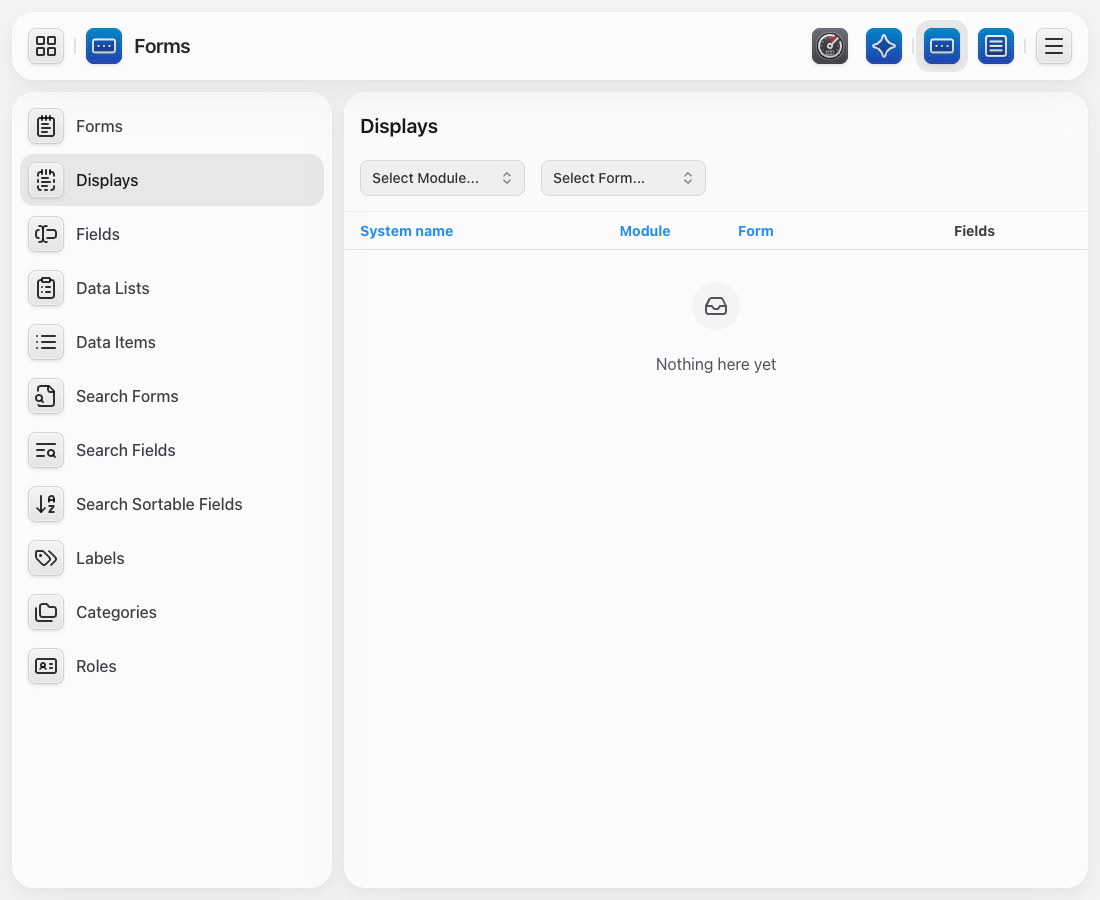 Forms
Forms
Displays
Fields
Data Lists
Data Items
Search Forms
Search Fields
Search Sortable Fields
Labels
Categories
Roles
Displays
Select Module... Select Form...
System name Module Form Fields
Nothing here yet